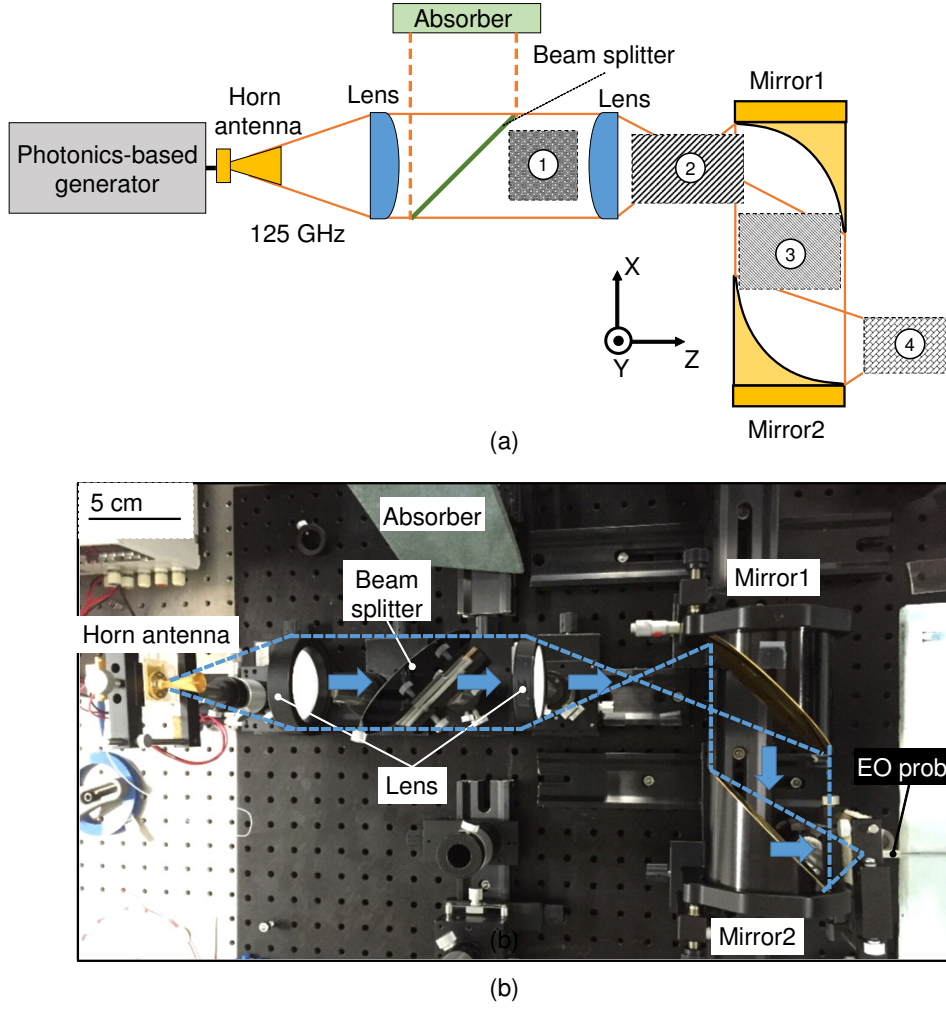 Absorber
Beam splitter
Horn
antenna
Lens
Lens
Mirror1
Photonics-based
generator
1
2
3
4
125 GHz
X
Y
Z
Mirror2
(a)
5 cm
Absorber
Beam
splitter
Mirror1
Horn antenna
Lens
EO prob
Mirror2
(b)
(b)